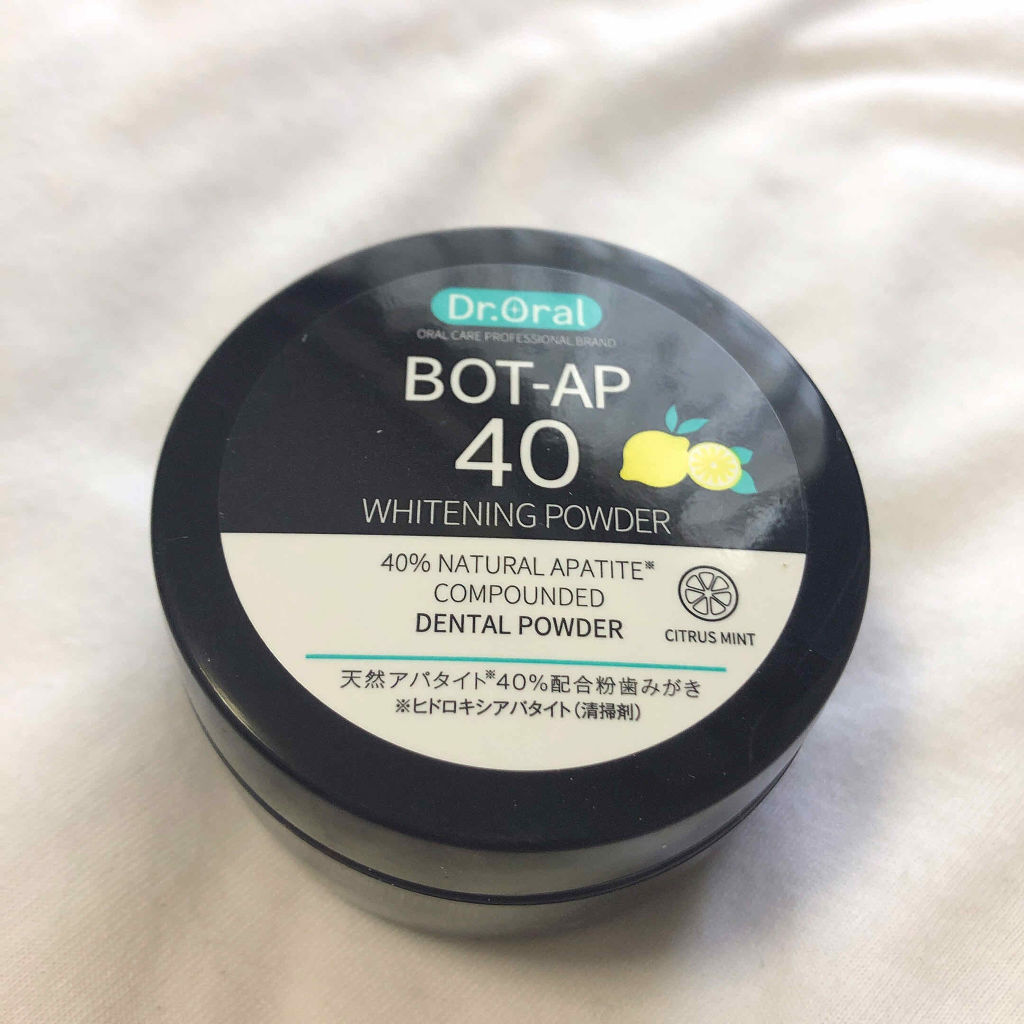 Dr.Oral
ORAL CARE PROFESSIONAL BRAND
BOT-AP
40
WHITENING POWDER
40% NATURAL APATITE※
COMPOUNDED
DENTAL POWDER
CITRUS MINT
天然アパタイト※40%配合粉歯みがき
※ヒドロキシアパタイト(清掃剤)